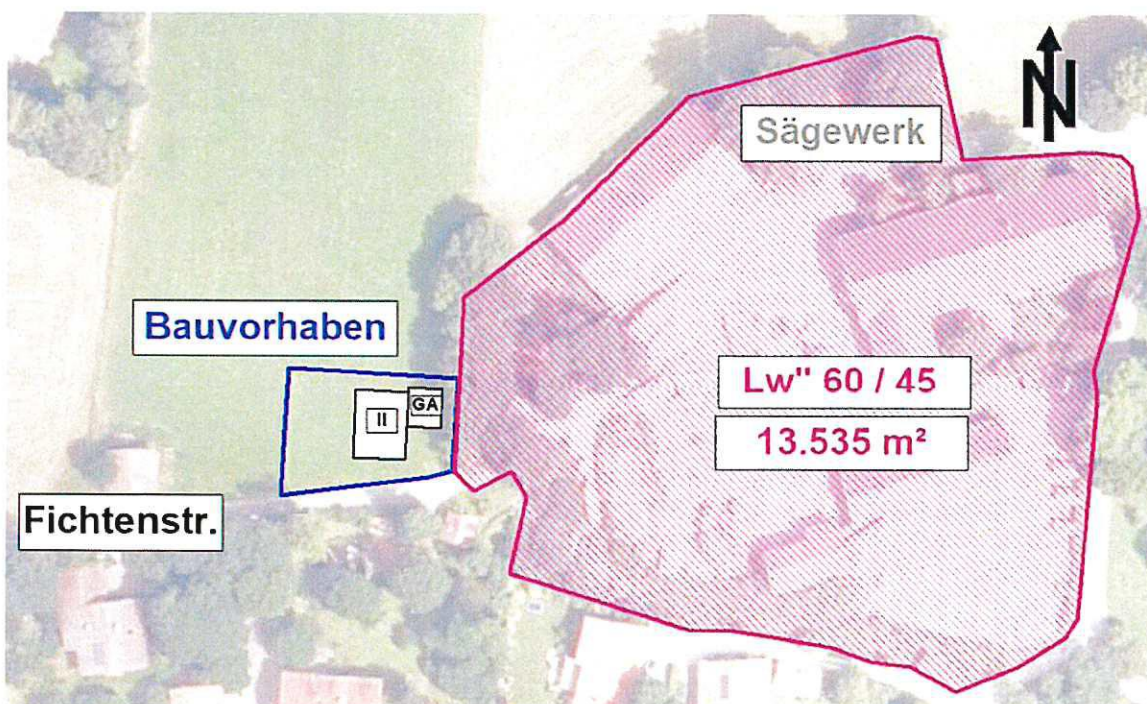 N
Sägewerk
Bauvorhaben
GA
II
Lw" 60 / 45
13.535 m²
Fichtenstr.